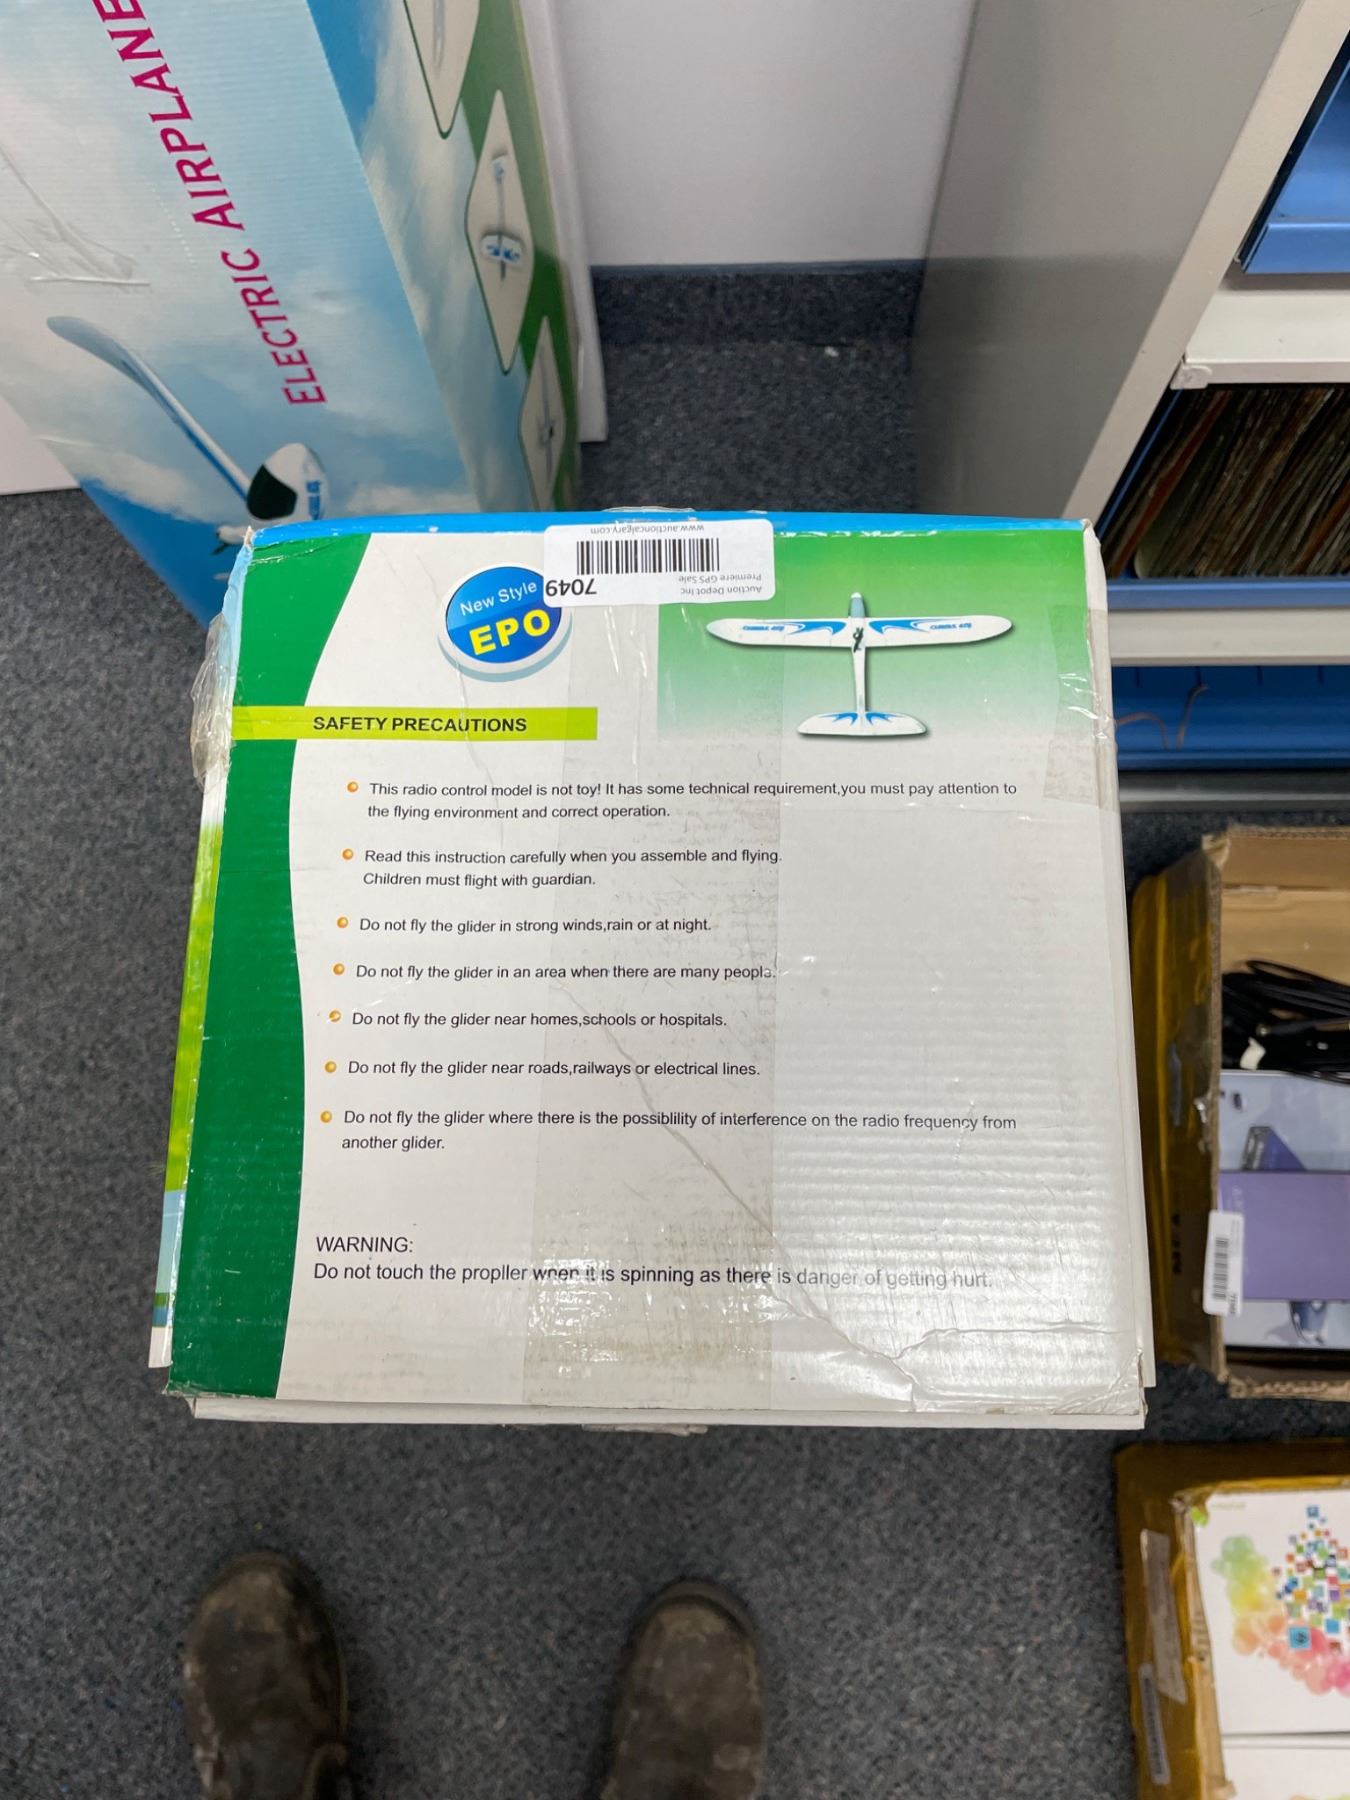 ELECTRIC AIRPLANE
www.auctioncalgary.com
7049
Premiere GPS Sale
Auction Depot Inc
New Style
EPO
SAFETY PRECAUTIONS
This radio control model is not toy! It has some technical requirement,you must pay attention to
the flying environment and correct operation.
Read this instruction carefully when you assemble and flying.
Children must flight with guardian.
Do not fly the glider in strong winds,rain or at night.
Do not fly the glider in an area when there are many people.
Do not fly the glider near homes,schools or hospitals.
Do not fly the glider near roads,railways or electrical lines.
Do not fly the glider where there is the possiblility of interference on the radio frequency from
another glider.
WARNING:
Do not touch the propller when it is spinning as there is danger of getting hurt.